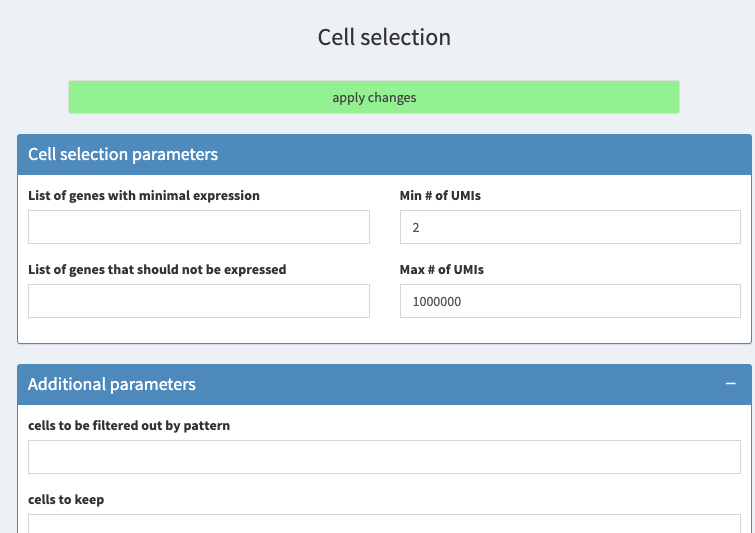 Cell selection
apply changes
Cell selection parameters
List of genes with minimal expression
Min # of UMIs
2
List of genes that should not be expressed
Max # of UMIs
1000000
Additional parameters
cells to be filtered out by pattern
cells to keep